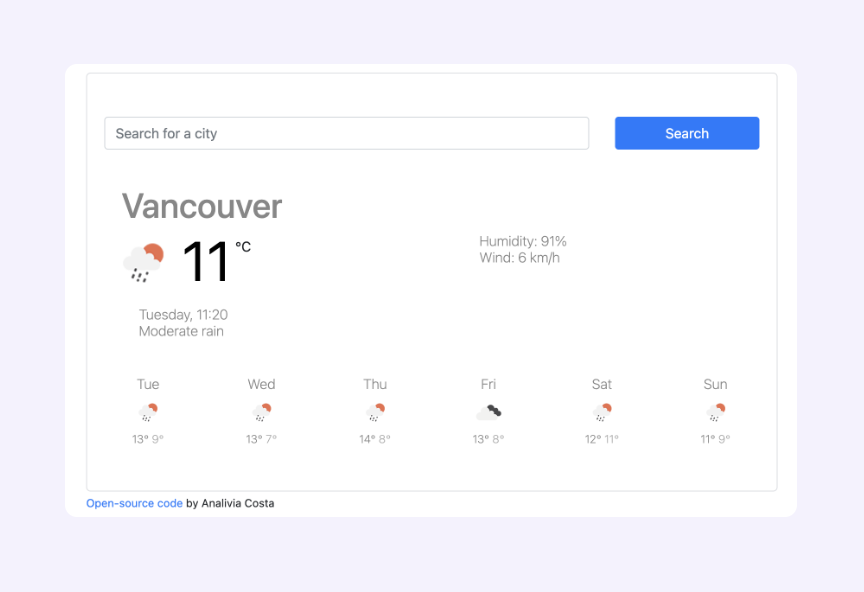 Search for a city
Search
Vancouver
11 °C
Humidity: 91%
Wind: 6 km/h
Tuesday, 11:20
Moderate rain
Tue Wed Thu Fri Sat Sun
13° 9° 13° 7° 14° 8° 13° 8° 12° 11° 11° 9°
Open-source code by Analivia Costa